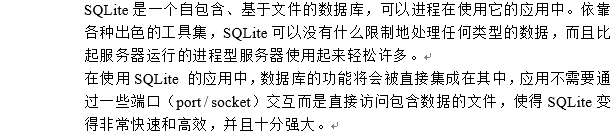 SQLite 是一个自包含、基于文件的数据库，可以进程在使用它的应用中。依靠
各种出色的工具集，SQLite 可以没有什么限制地处理任何类型的数据，而且比
起服务器运行的进程型服务器使用起来轻松许多。
在使用 SQLite 的应用中，数据库的功能将会被直接集成在其中，应用不需要通
过一些端口（port / socket）交互而是直接访问包含数据的文件，使得 SQLite 变
得非常快速和高效，并且十分强大。